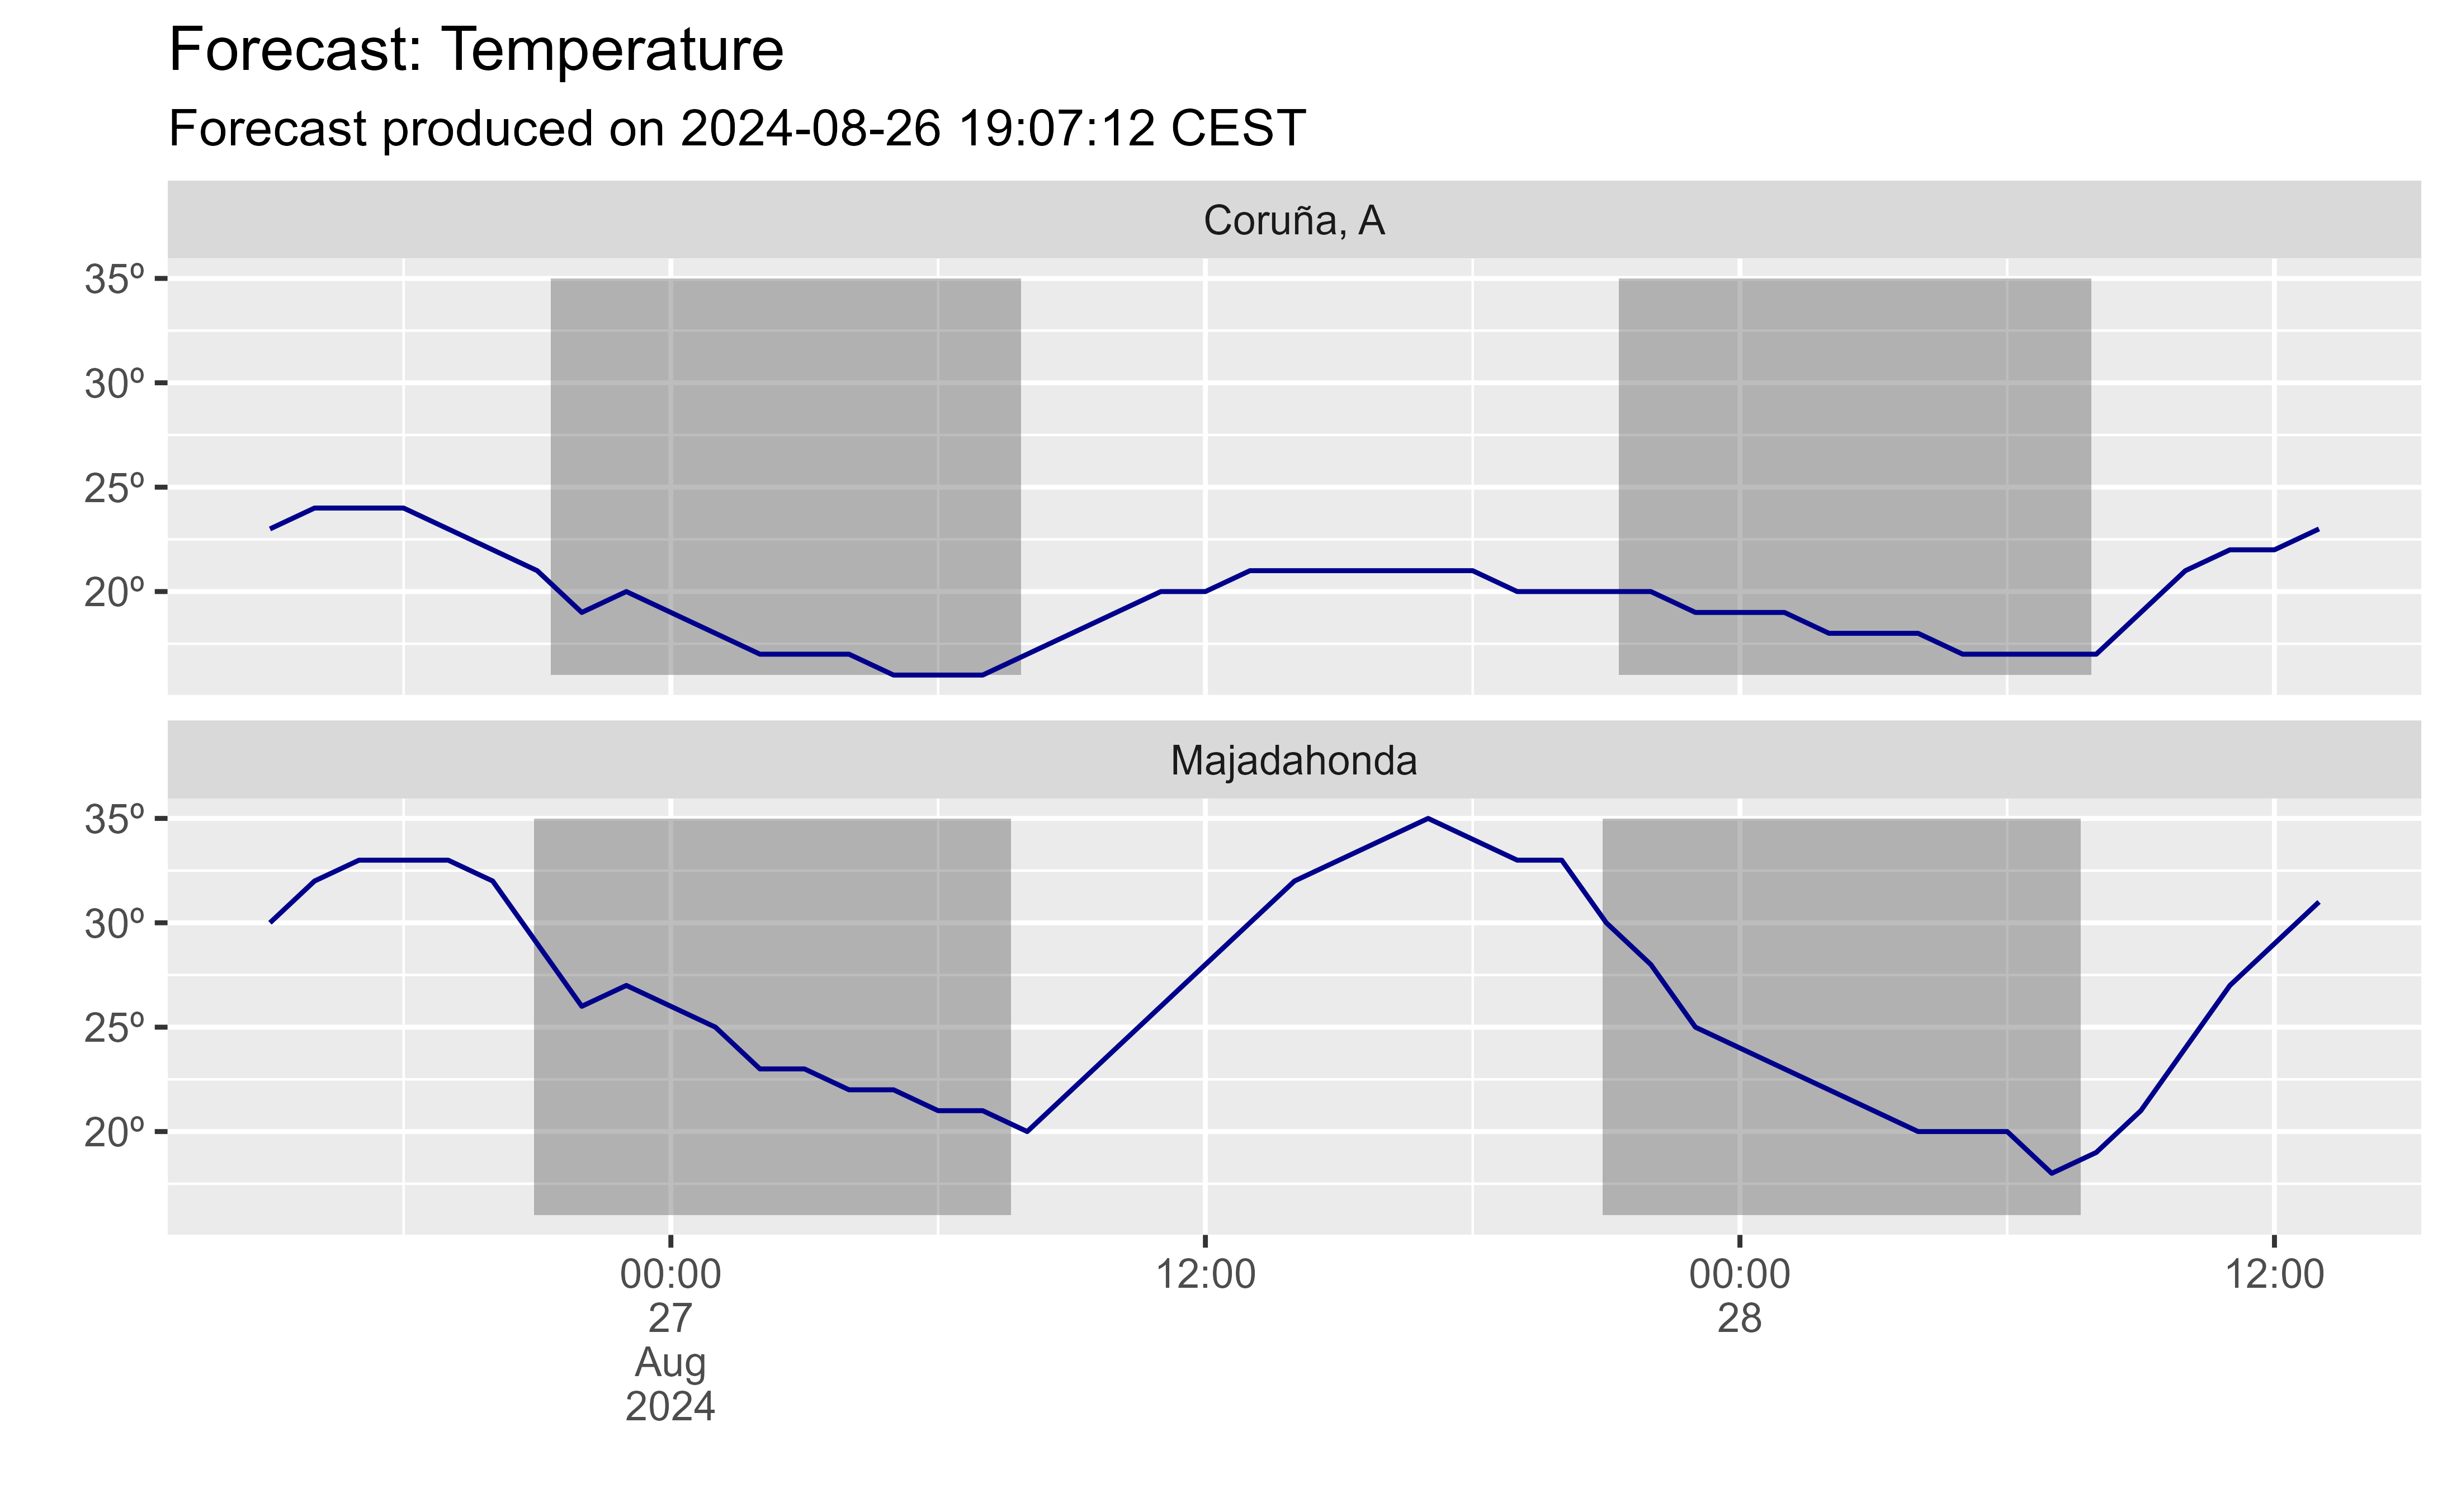 Forecast: Temperature
Forecast produced on 2024-08-26 19:07:12 CEST
Coruña, A
35º
30º
25º
20º
Majadahonda
35º
30º
25º
20º
00:00 12:00 00:00 12:00
27 28
Aug
2024